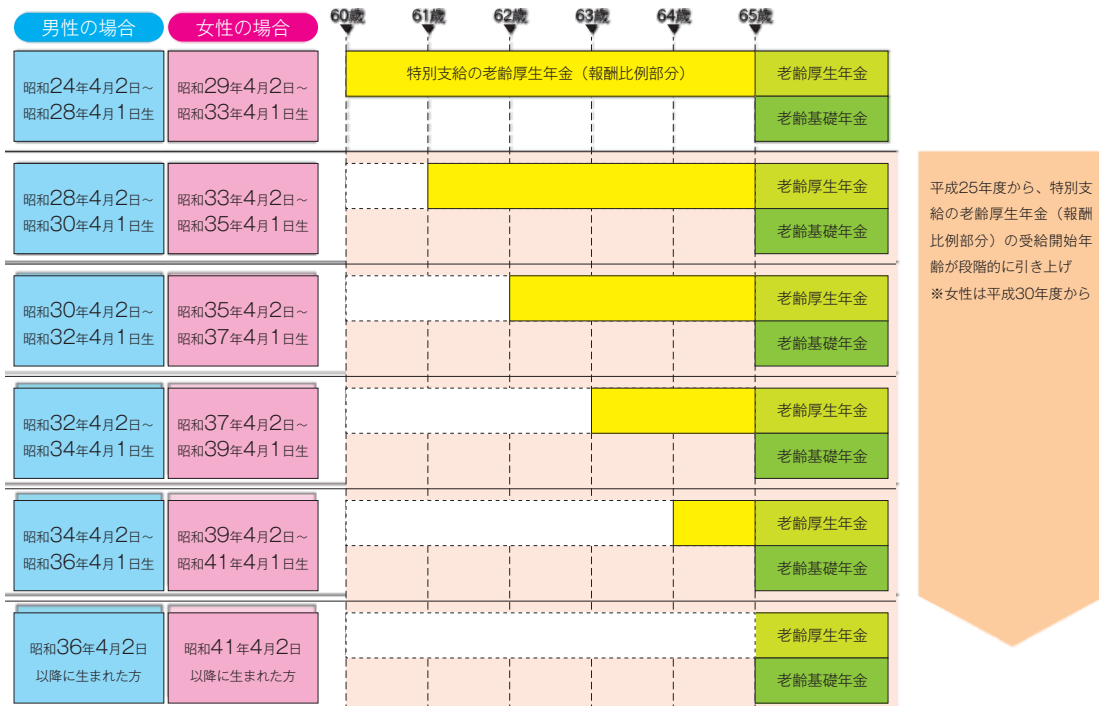 男性の場合
女性の場合
60歳
61歳
62歳
63歳
64歳
65歳
昭和24年4月2日～
昭和28年4月1日生
昭和29年4月2日～
昭和33年4月1日生
特別支給の老齢厚生年金（報酬比例部分）
老齢厚生年金
老齢基礎年金
昭和28年4月2日～
昭和30年4月1日生
昭和33年4月2日～
昭和35年4月1日生
老齢厚生年金
老齢基礎年金
昭和30年4月2日～
昭和32年4月1日生
昭和35年4月2日～
昭和37年4月1日生
老齢厚生年金
老齢基礎年金
昭和32年4月2日～
昭和34年4月1日生
昭和37年4月2日～
昭和39年4月1日生
老齢厚生年金
老齢基礎年金
昭和34年4月2日～
昭和36年4月1日生
昭和39年4月2日～
昭和41年4月1日生
老齢厚生年金
老齢基礎年金
昭和36年4月2日
以降に生まれた方
昭和41年4月2日
以降に生まれた方
老齢厚生年金
老齢基礎年金
平成25年度から、特別支
給の老齢厚生年金（報酬
比例部分）の受給開始年
齢が段階的に引き上げ
※女性は平成30年度から